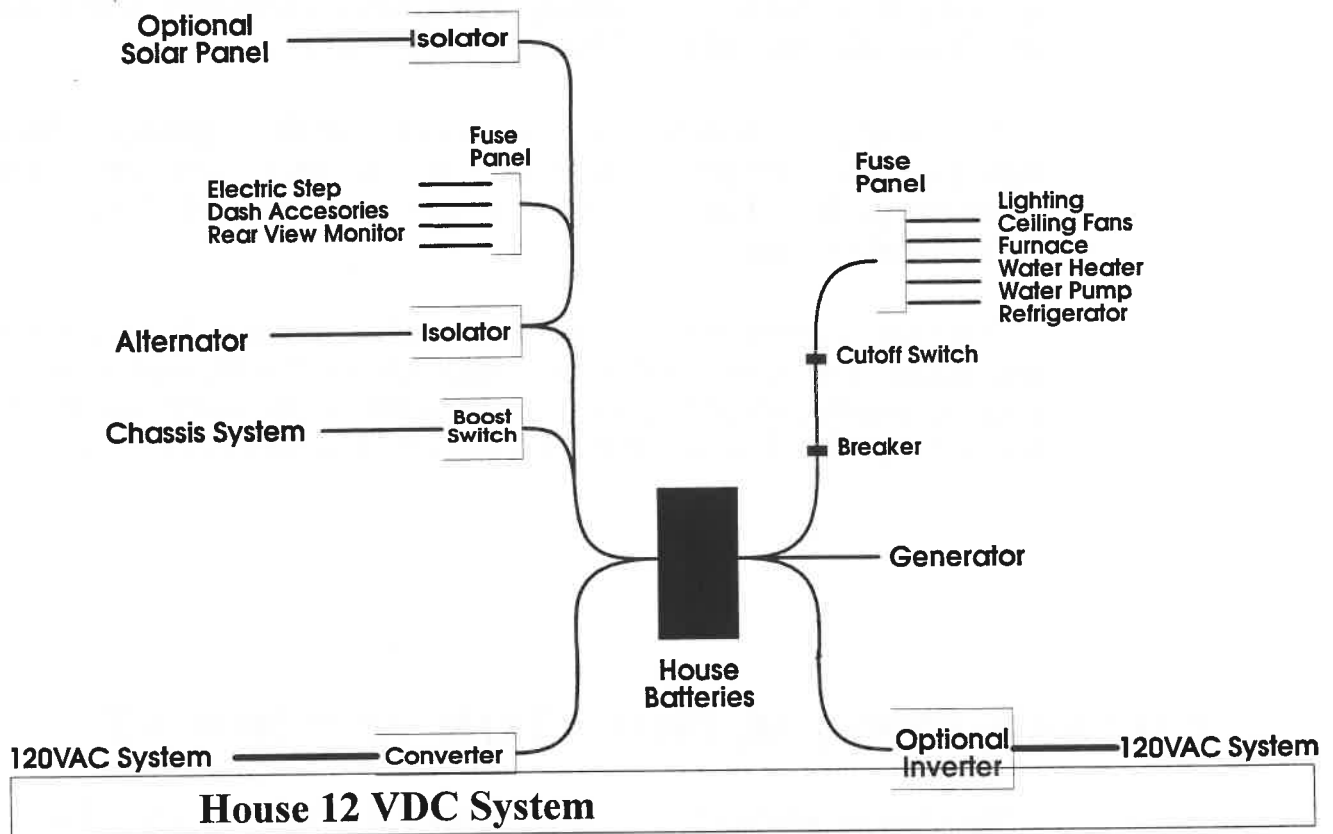 Optional
Solar Panel
Isolator
Fuse
Panel
Electric Step
Dash Accesories
Rear View Monitor
Alternator
Isolator
Chassis System
Boost
Switch
Fuse
Panel
Lighting
Ceiling Fans
Furnace
Water Heater
Water Pump
Refrigerator
Cutoff Switch
Breaker
Generator
House
Batteries
120VAC System
Converter
Optional
Inverter
120VAC System
House 12 VDC System